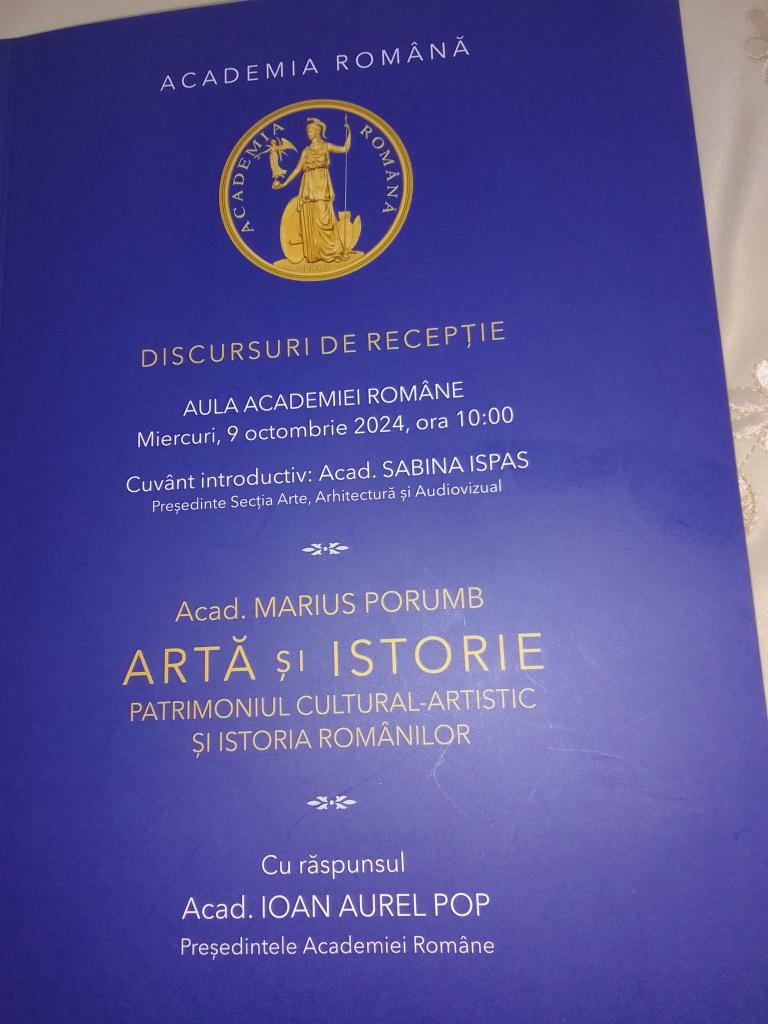 ACADEMIA ROMÂNĂ
ACADEMIA ROMÂNĂ
DISCURSURI DE RECEPȚIE
AULA ACADEMIEI ROMÂNE
Miercuri, 9 octombrie 2024, ora 10:00
Cuvânt introductiv: Acad. SABINA ISPAS
Președinte Secția Arte, Arhitectură și Audiovizual
Acad. MARIUS PORUMB
ARTĂ ȘI ISTORIE
PATRIMONIUL CULTURAL-ARTISTIC
ȘI ISTORIA ROMÂNILOR
Cu răspunsul
Acad. IOAN AUREL POP
Președintele Academiei Române